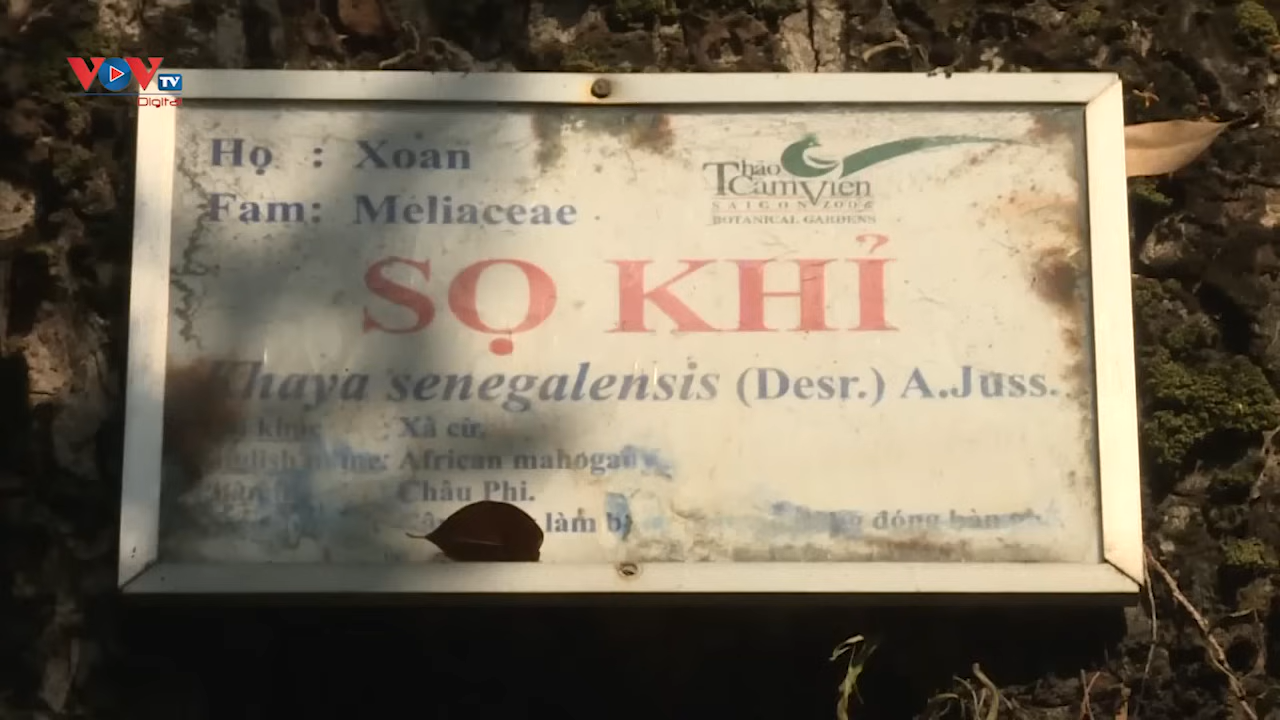 VOV TV
Digital
Họ : Xoan
Fam: Meliaceae
Thảo Cầm Viên
SAIGON ZOO &
BOTANICAL GARDENS
SỌ KHỈ
Khaya senegalensis (Desr.) A.Juss.
: Xà cừ.
African mahogany
Châu Phi.
làm đóng bàn